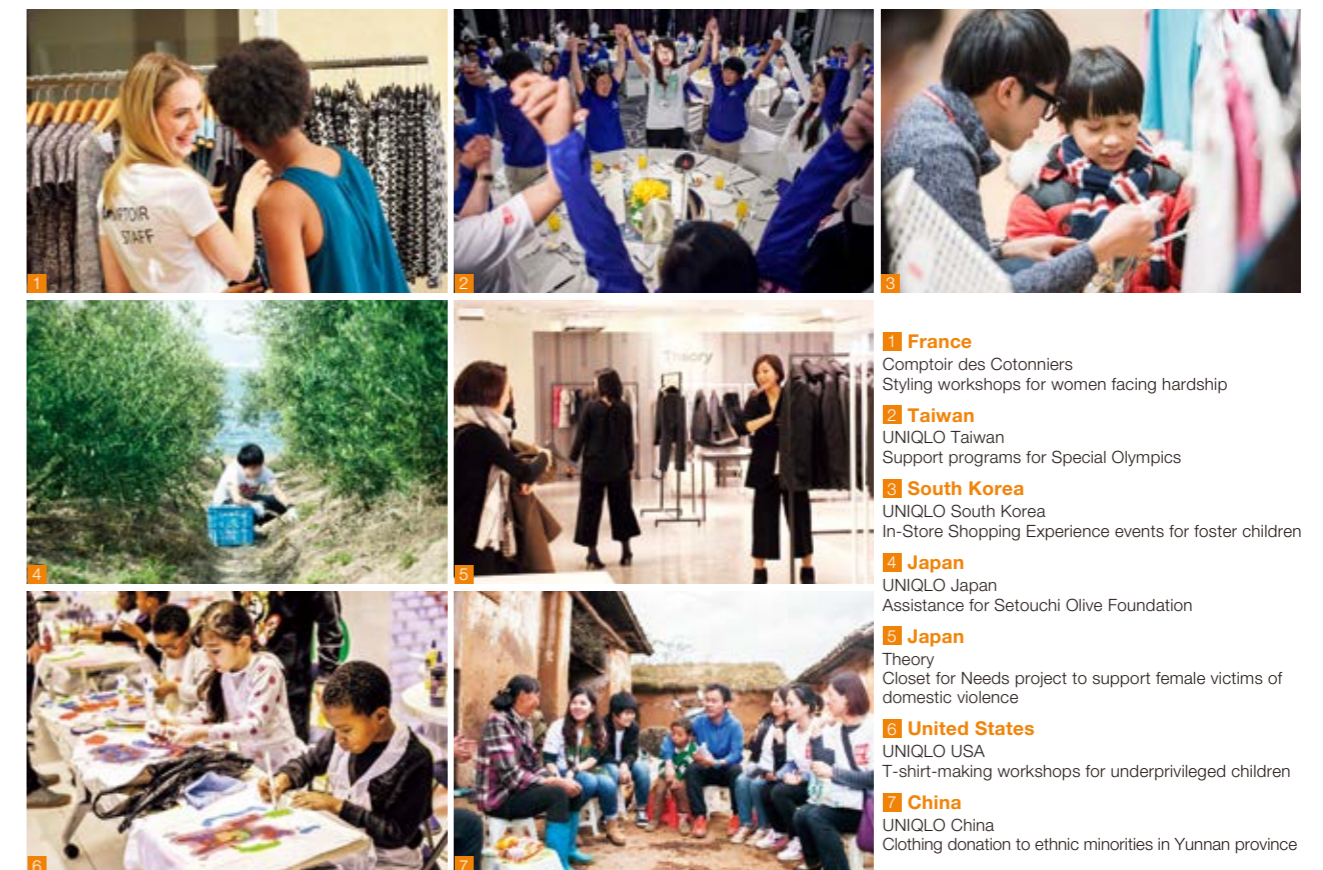 MPTOIR
STAFF
1
2
3
4
Theory
5
6
7
1 France
Comptoir des Cotonniers
Styling workshops for women facing hardship
2 Taiwan
UNIQLO Taiwan
Support programs for Special Olympics
3 South Korea
UNIQLO South Korea
In-Store Shopping Experience events for foster children
4 Japan
UNIQLO Japan
Assistance for Setouchi Olive Foundation
5 Japan
Theory
Closet for Needs project to support female victims of
domestic violence
6 United States
UNIQLO USA
T-shirt-making workshops for underprivileged children
7 China
UNIQLO China
Clothing donation to ethnic minorities in Yunnan province